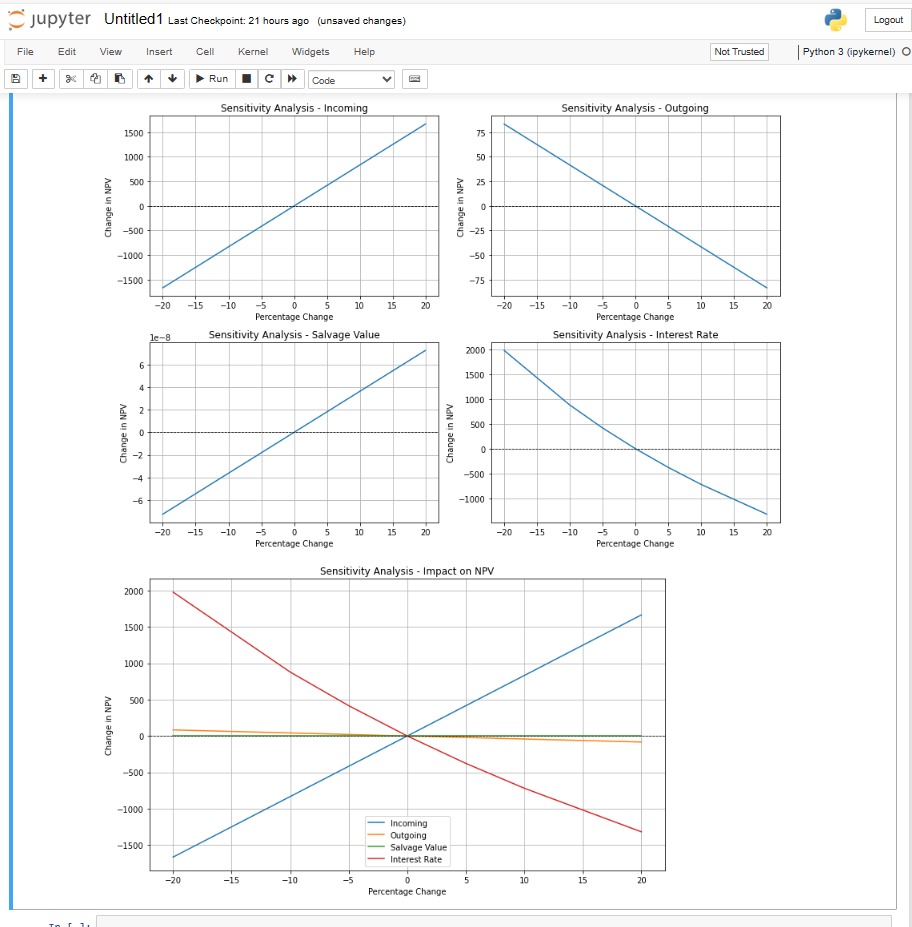 jupyter Untitled1 Last Checkpoint: 21 hours ago (unsaved changes)
Logout
File Edit View Insert Cell Kernel Widgets Help
Not Trusted
Python 3 (ipykernel)
Run
Code
Sensitivity Analysis - Incoming
Change in NPV
1500
1000
500
0
−500
−1000
−1500
−20 −15 −10 −5 0 5 10 15 20
Percentage Change
Sensitivity Analysis - Outgoing
Change in NPV
75
50
25
0
−25
−50
−75
−20 −15 −10 −5 0 5 10 15 20
Percentage Change
Sensitivity Analysis - Salvage Value
1e−8
Change in NPV
6
4
2
0
−2
−4
−6
−20 −15 −10 −5 0 5 10 15 20
Percentage Change
Sensitivity Analysis - Interest Rate
Change in NPV
2000
1500
1000
500
0
−500
−1000
−20 −15 −10 −5 0 5 10 15 20
Percentage Change
Sensitivity Analysis - Impact on NPV
Change in NPV
2000
1500
1000
500
0
−500
−1000
−1500
Incoming
Outgoing
Salvage Value
Interest Rate
−20 −15 −10 −5 0 5 10 15 20
Percentage Change
In [ ]: